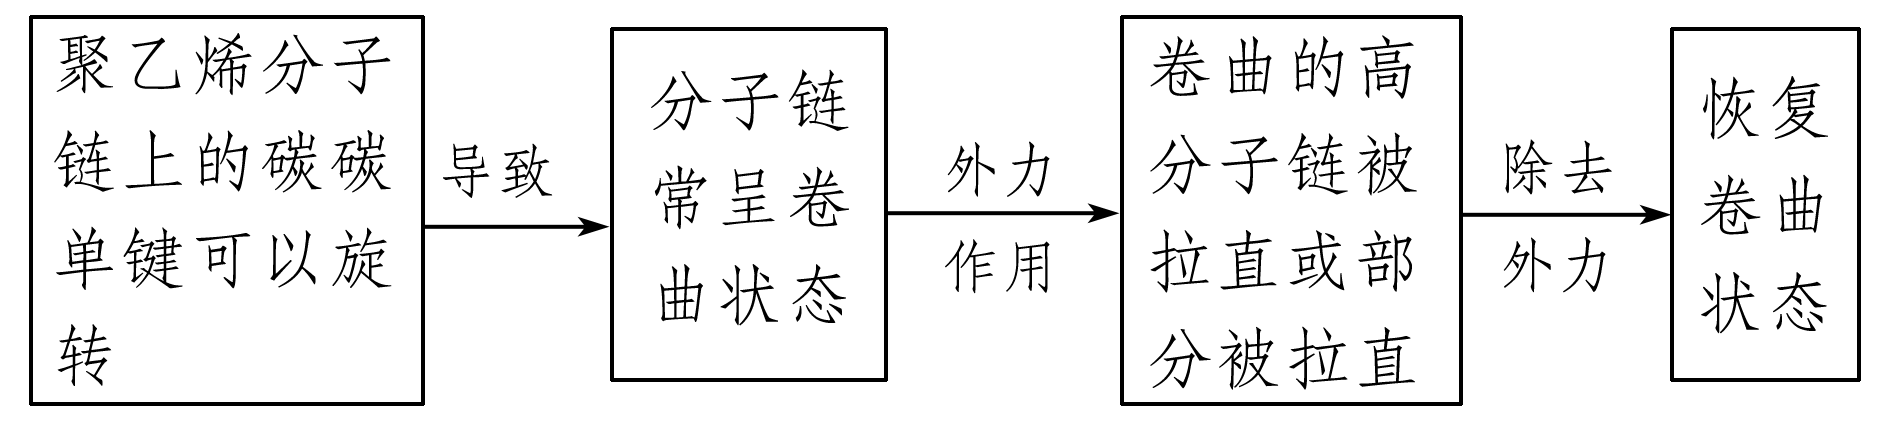 聚乙烯分子
链上的碳碳
单键可以旋
转
导致
分子链
常呈卷
曲状态
外力
作用
卷曲的高
分子链被
拉直或部
分被拉直
除去
外力
恢复
卷曲
状态